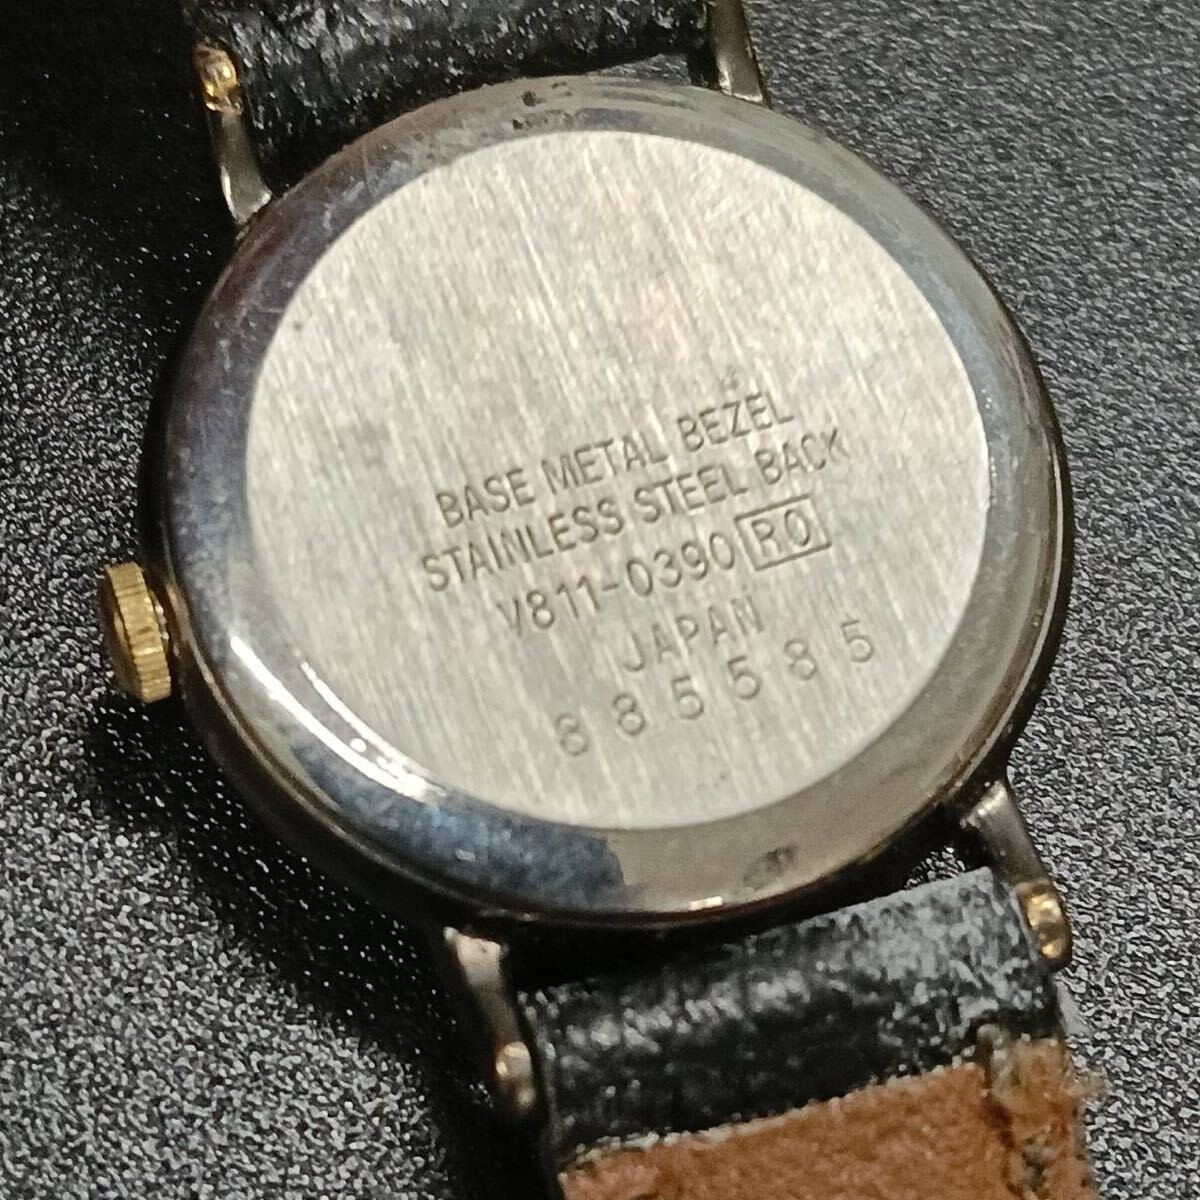 BASE METAL BEZEL
STAINLESS STEEL BACK
V811-0390 RO
JAPAN
885585